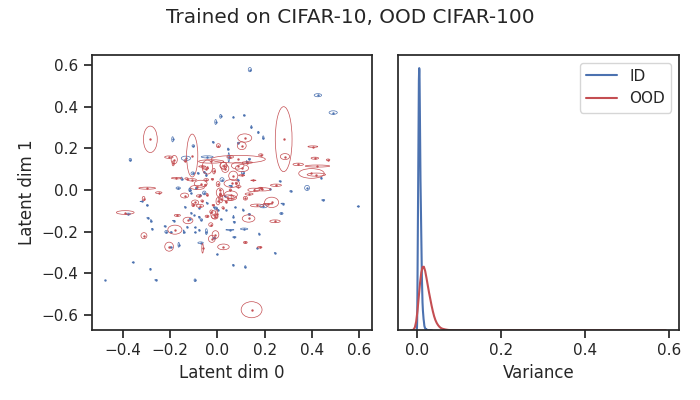 Trained on CIFAR-10, OOD CIFAR-100
Latent dim 1
0.6
0.4
0.2
0.0
−0.2
−0.4
−0.6
−0.4 −0.2 0.0 0.2 0.4 0.6
Latent dim 0
ID
OOD
0.0 0.2 0.4 0.6
Variance